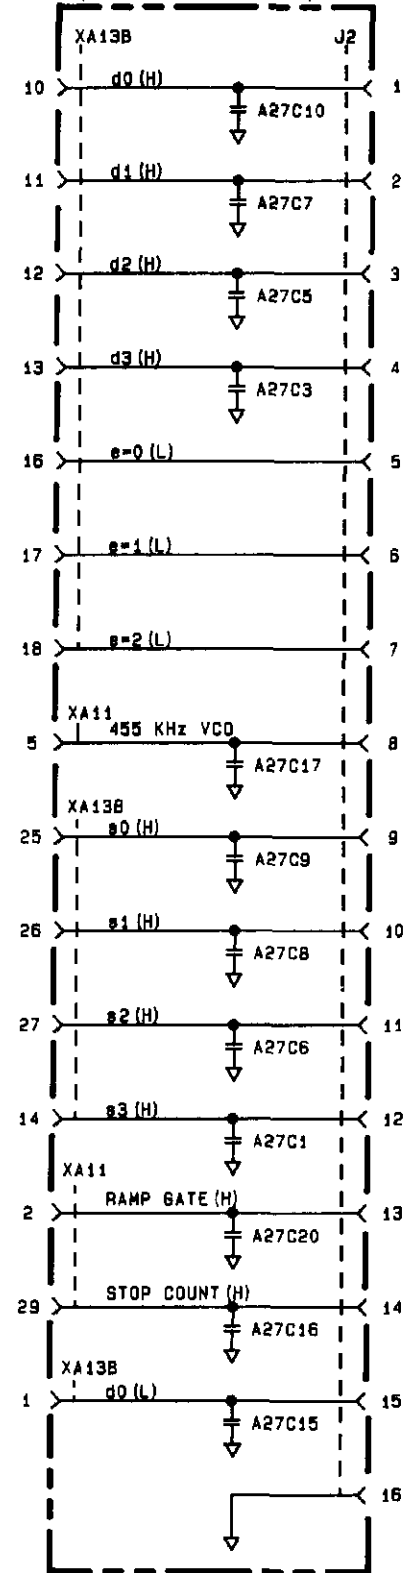 XA13B J2
10 d0(H) 1
A27C10
11 d1(H) 2
A27C7
12 d2(H) 3
A27C5
13 d3(H) 4
A27C3
16 e=0(L) 5
17 e=1(L) 6
18 e=2(L) 7
XA11
5 455 KHz VCO 8
A27C17
XA13B
25 s0(H) 9
A27C9
26 s1(H) 10
A27C8
27 s2(H) 11
A27C6
14 s3(H) 12
A27C1
XA11
2 RAMP GATE(H) 13
A27C20
29 STOP COUNT(H) 14
A27C16
XA13B
1 d0(L) 15
A27C15
16